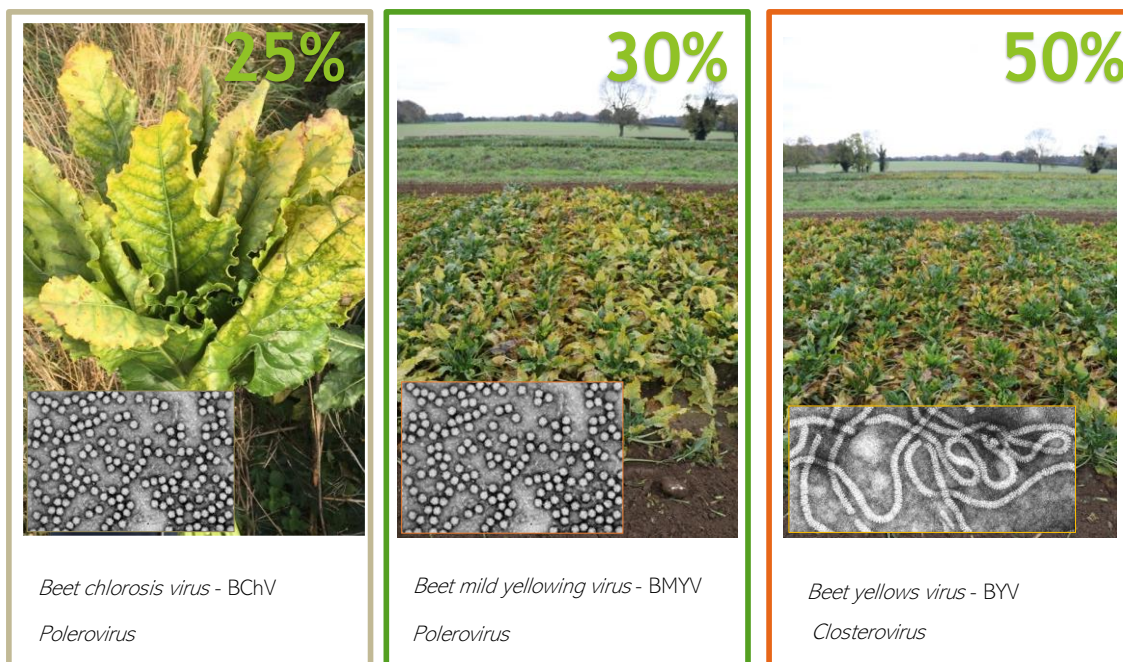 25%
Beet chlorosis virus - BChV
Polerovirus
30%
Beet mild yellowing virus - BMYV
Polerovirus
50%
Beet yellows virus - BYV
Closterovirus